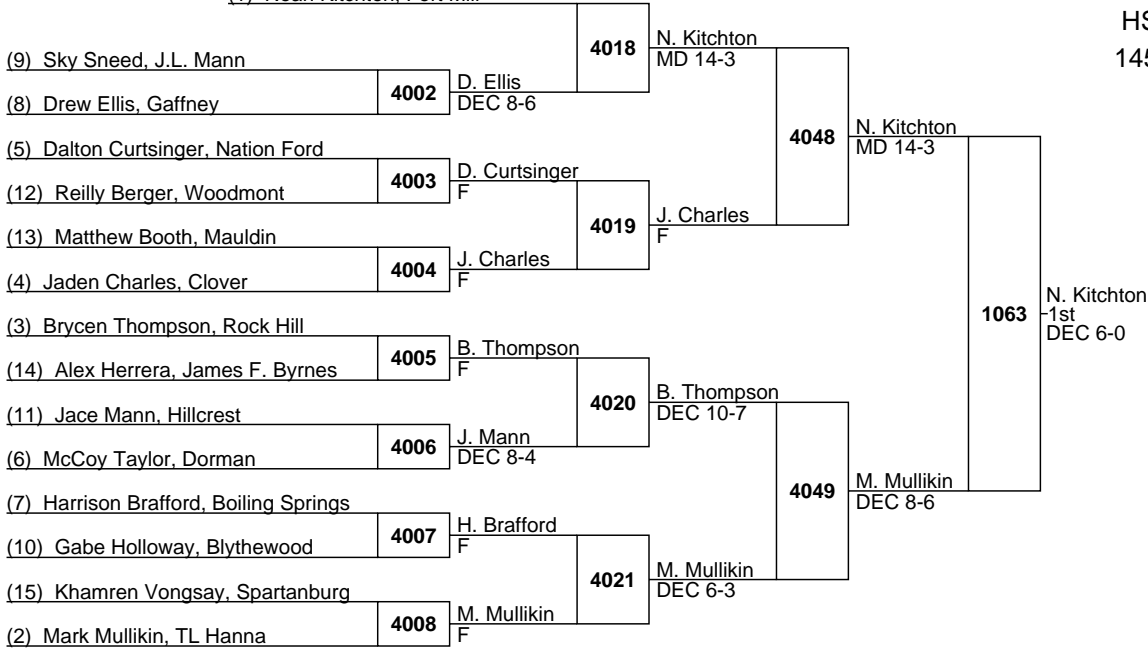 HS
145
(9) Sky Sneed, J.L. Mann
(8) Drew Ellis, Gaffney
(5) Dalton Curtsinger, Nation Ford
(12) Reilly Berger, Woodmont
(13) Matthew Booth, Mauldin
(4) Jaden Charles, Clover
(3) Brycen Thompson, Rock Hill
(14) Alex Herrera, James F. Byrnes
(11) Jace Mann, Hillcrest
(6) McCoy Taylor, Dorman
(7) Harrison Brafford, Boiling Springs
(10) Gabe Holloway, Blythewood
(15) Khamren Vongsay, Spartanburg
(2) Mark Mullikin, TL Hanna
4002
4003
4004
4005
4006
4007
4008
D. Ellis
DEC 8-6
D. Curtsinger
F
J. Charles
F
B. Thompson
F
J. Mann
DEC 8-4
H. Brafford
F
M. Mullikin
F
4018
4019
4020
4021
N. Kitchton
MD 14-3
J. Charles
F
B. Thompson
DEC 10-7
M. Mullikin
DEC 6-3
4048
4049
N. Kitchton
MD 14-3
M. Mullikin
DEC 8-6
1063
N. Kitchton
1st
DEC 6-0